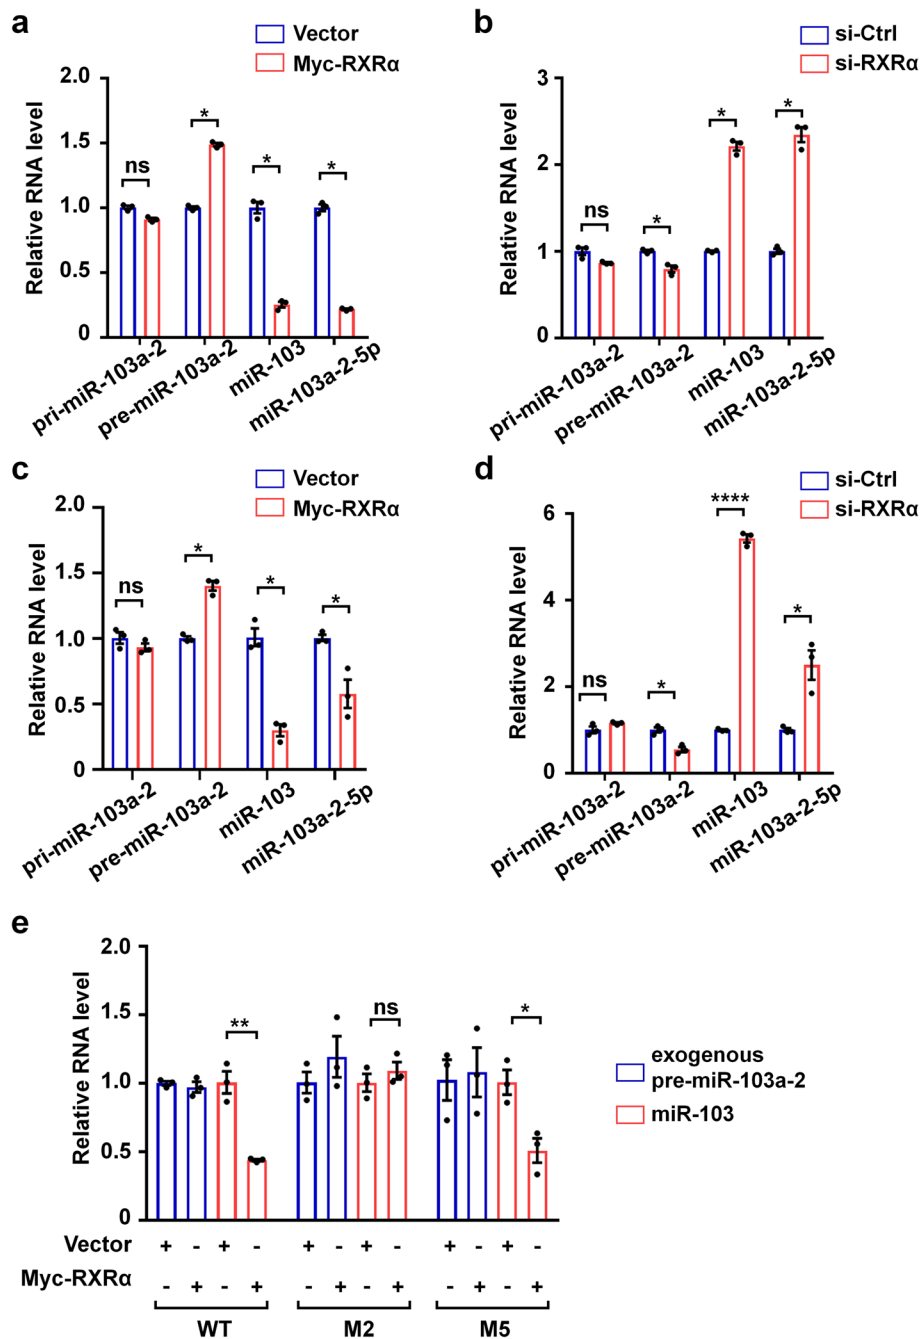 a
Vector
Myc-RXRα
Relative RNA level
2.0
1.5
1.0
0.5
0
ns
*
*
*
pri-miR-103a-2
pre-miR-103a-2
miR-103
miR-103a-2-5p
b
si-Ctrl
si-RXRα
Relative RNA level
3
2
1
0
ns
*
*
*
pri-miR-103a-2
pre-miR-103a-2
miR-103
miR-103a-2-5p
c
Vector
Myc-RXRα
Relative RNA level
2.0
1.5
1.0
0.5
0
ns
*
*
*
pri-miR-103a-2
pre-miR-103a-2
miR-103
miR-103a-2-5p
d
si-Ctrl
si-RXRα
Relative RNA level
6
4
2
0
ns
*
****
*
pri-miR-103a-2
pre-miR-103a-2
miR-103
miR-103a-2-5p
e
Relative RNA level
2.0
1.5
1.0
0.5
0
**
ns
*
exogenous
pre-miR-103a-2
miR-103
Vector + - + - + - + - + - + -
Myc-RXRα - + - + - + - + - + - +
WT M2 M5